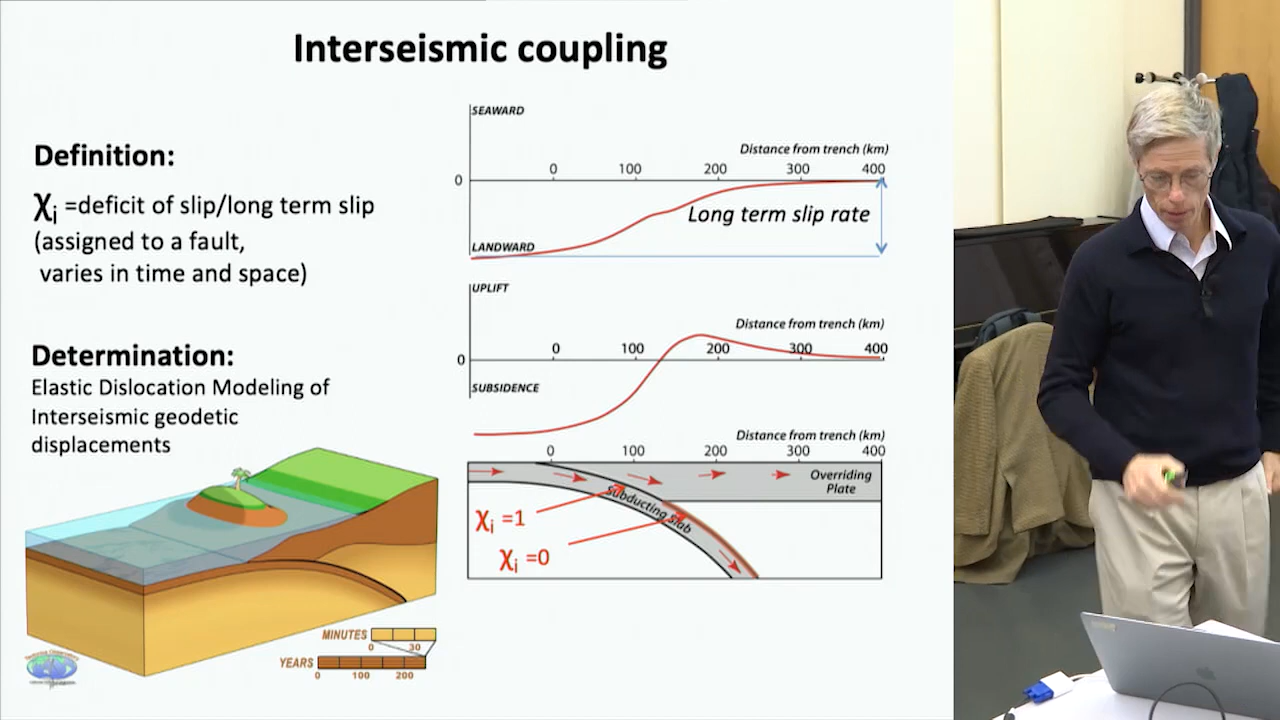 Interseismic coupling
Definition:
χi =deficit of slip/long term slip
(assigned to a fault,
varies in time and space)
Determination:
Elastic Dislocation Modeling of
Interseismic geodetic
displacements
MINUTES
0 30
YEARS
0 100 200
SEAWARD
Distance from trench (km)
0 100 200 300 400
0
Long term slip rate
LANDWARD
UPLIFT
Distance from trench (km)
0 100 200 300 400
0
SUBSIDENCE
Distance from trench (km)
0 100 200 300 400
Overriding
Plate
Subducting Slab
χi =1
χi =0